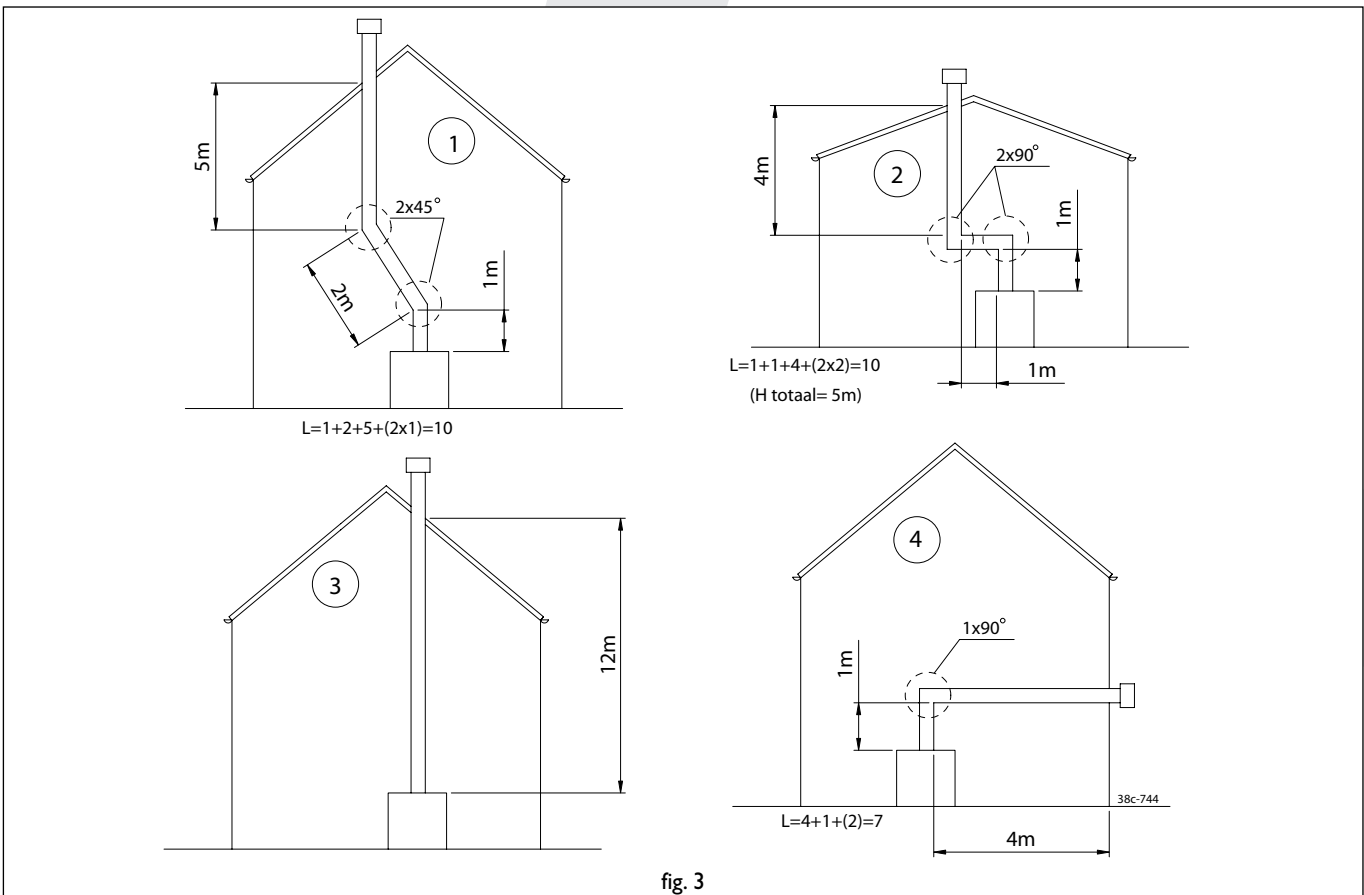 5m
1
2x45°
2m
1m
L=1+2+5+(2x1)=10
4m
2
2x90°
1m
L=1+1+4+(2x2)=10
1m
(H totaal= 5m)
3
12m
4
1x90°
1m
38c-744
L=4+1+(2)=7
4m
fig. 3